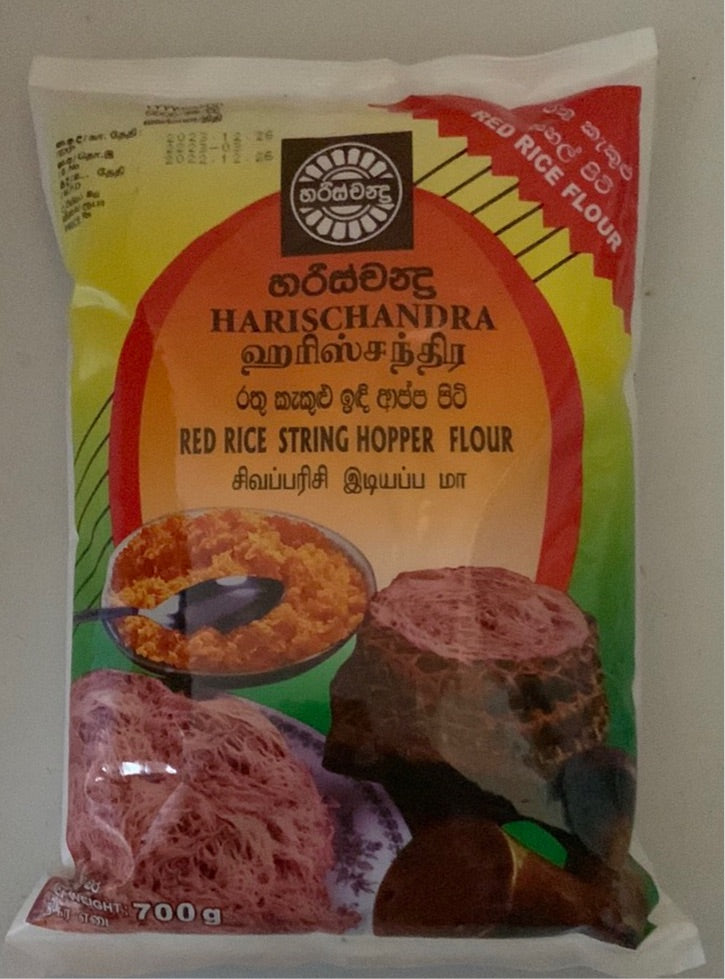 හරිස්චන්ද්‍ර
RED RICE FLOUR
හරිස්චන්ද්‍ර
HARISCHANDRA
ஹரிஸ்சந்திர
රතු කැකුළු ඉඳි ආප්ප පිටි
RED RICE STRING HOPPER FLOUR
சிவப்பரிசி இடியப்ப மா
WEIGHT: 700g